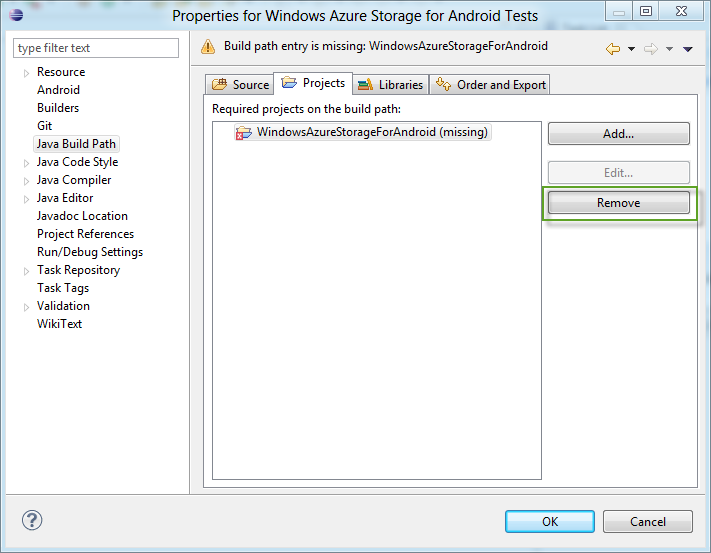 Properties for Windows Azure Storage for Android Tests
type filter text
Resource
Android
Builders
Git
Java Build Path
Java Code Style
Java Compiler
Java Editor
Javadoc Location
Project References
Run/Debug Settings
Task Repository
Task Tags
Validation
WikiText
Build path entry is missing: WindowsAzureStorageForAndroid
Source Projects Libraries Order and Export
Required projects on the build path:
WindowsAzureStorageForAndroid (missing)
Add...
Edit...
Remove
OK Cancel